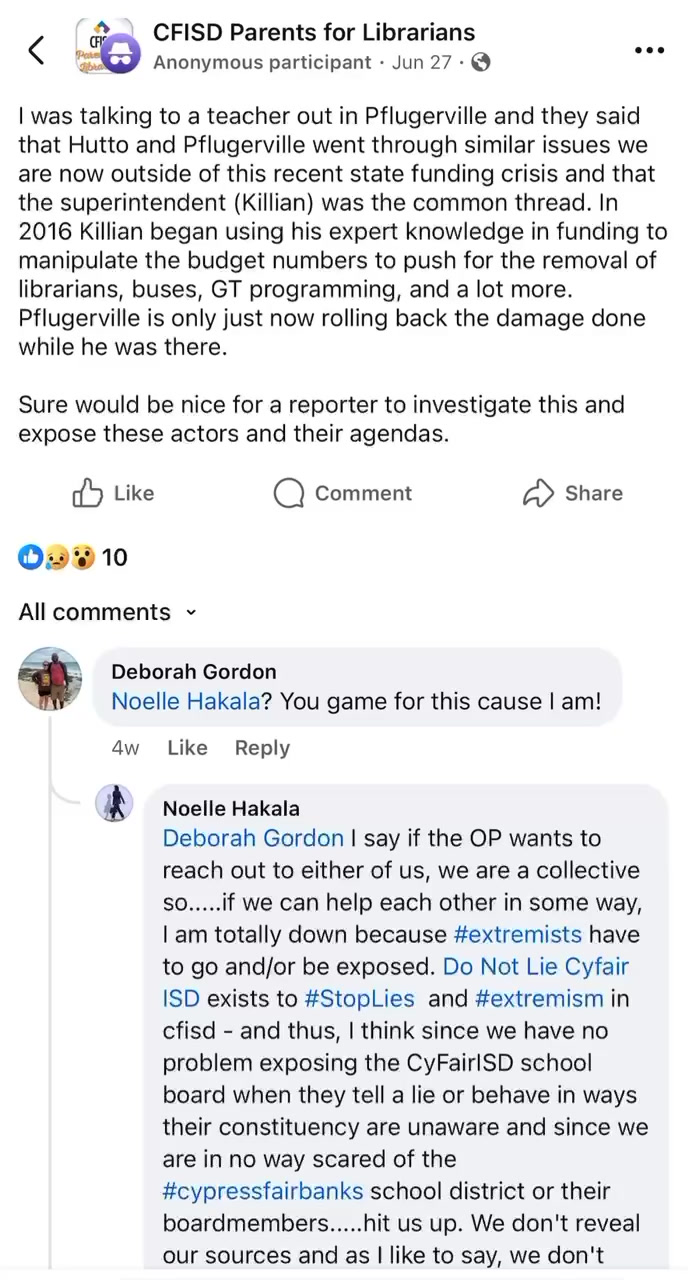 CFISD Parents for Librarians
Anonymous participant · Jun 27 ·
I was talking to a teacher out in Pflugerville and they said
that Hutto and Pflugerville went through similar issues we
are now outside of this recent state funding crisis and that
the superintendent (Killian) was the common thread. In
2016 Killian began using his expert knowledge in funding to
manipulate the budget numbers to push for the removal of
librarians, buses, GT programming, and a lot more.
Pflugerville is only just now rolling back the damage done
while he was there.
Sure would be nice for a reporter to investigate this and
expose these actors and their agendas.
Like Comment Share
10
All comments
Deborah Gordon
Noelle Hakala? You game for this cause I am!
4w Like Reply
Noelle Hakala
Deborah Gordon I say if the OP wants to
reach out to either of us, we are a collective
so.....if we can help each other in some way,
I am totally down because #extremists have
to go and/or be exposed. Do Not Lie Cyfair
ISD exists to #StopLies and #extremism in
cfisd - and thus, I think since we have no
problem exposing the CyFairISD school
board when they tell a lie or behave in ways
their constituency are unaware and since we
are in no way scared of the
#cypressfairbanks school district or their
boardmembers.....hit us up. We don't reveal
our sources and as I like to say, we don't